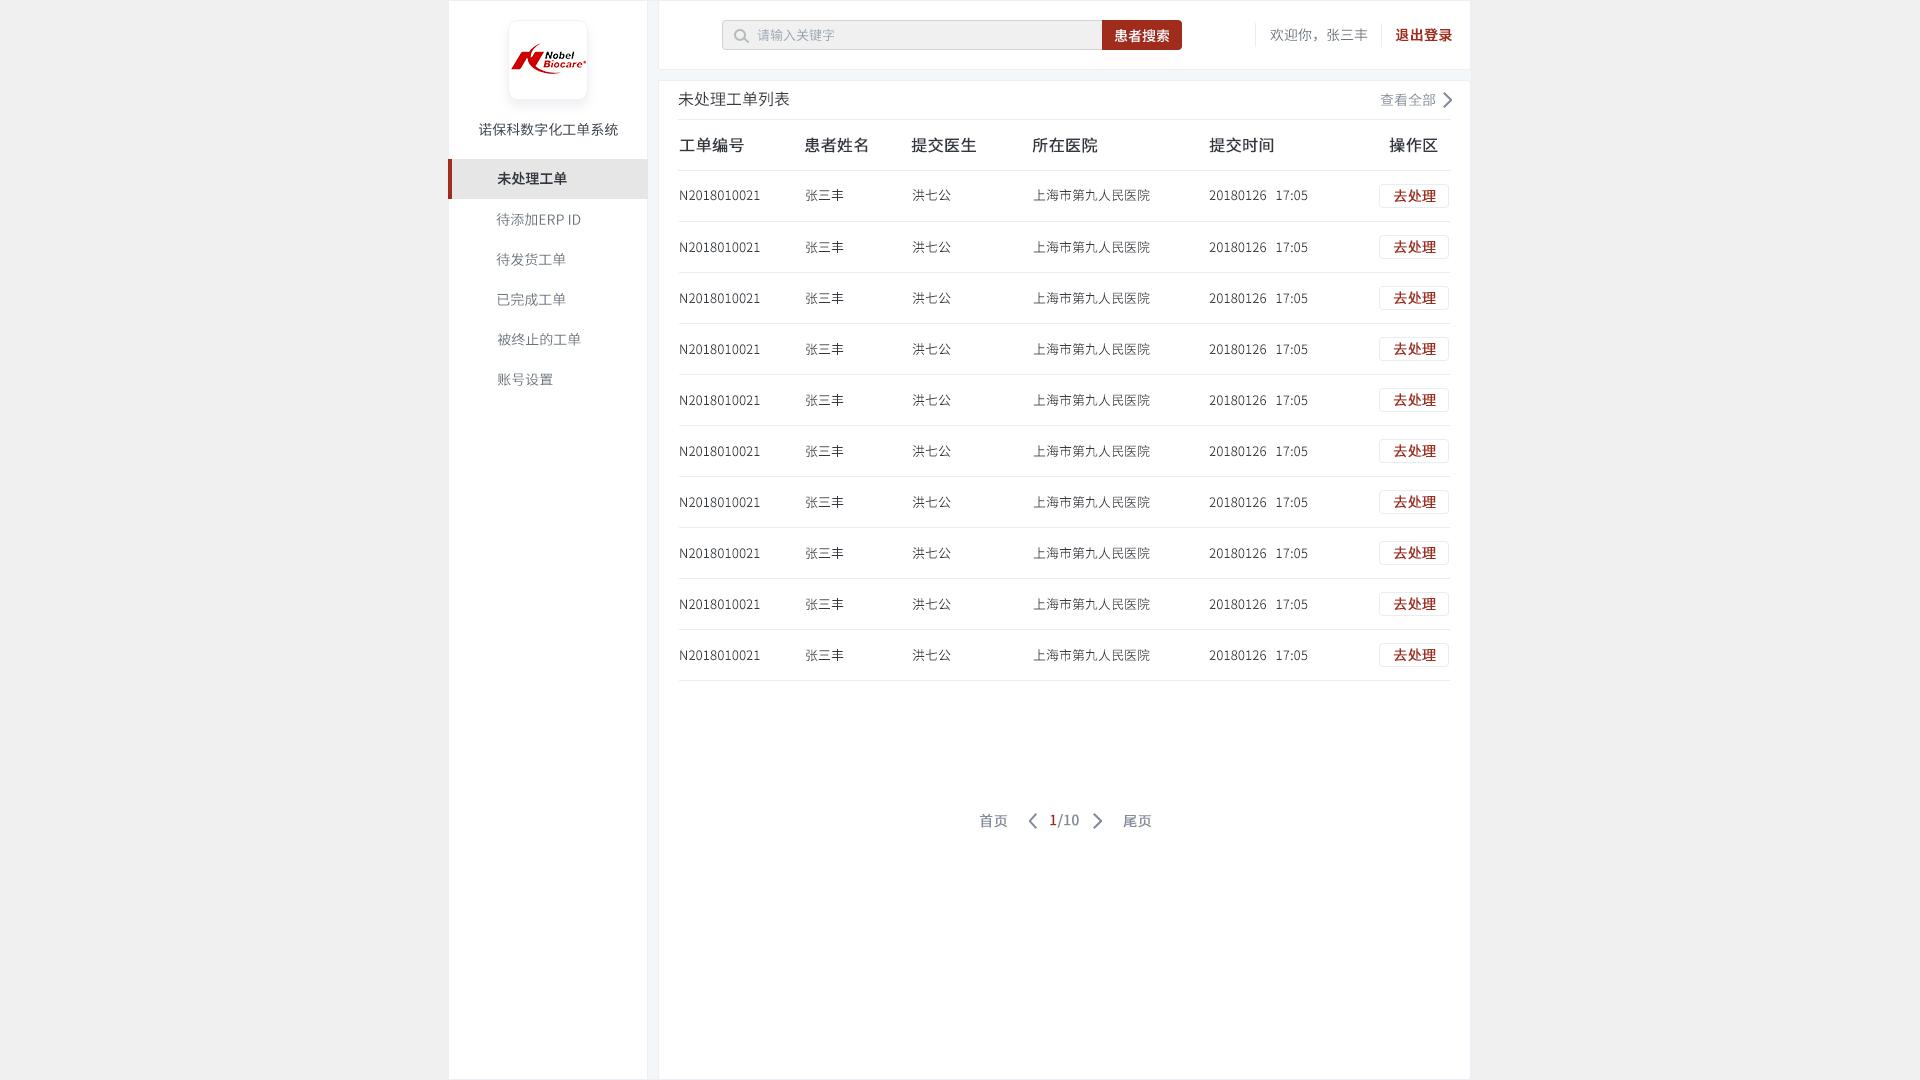 Nobel
Biocare
诺保科数字化工单系统
未处理工单
待添加ERP ID
待发货工单
已完成工单
被终止的工单
账号设置
请输入关键字 患者搜索 欢迎你，张三丰 退出登录
未处理工单列表 查看全部
工单编号 患者姓名 提交医生 所在医院 提交时间 操作区
N2018010021 张三丰 洪七公 上海市第九人民医院 20180126 17:05 去处理
N2018010021 张三丰 洪七公 上海市第九人民医院 20180126 17:05 去处理
N2018010021 张三丰 洪七公 上海市第九人民医院 20180126 17:05 去处理
N2018010021 张三丰 洪七公 上海市第九人民医院 20180126 17:05 去处理
N2018010021 张三丰 洪七公 上海市第九人民医院 20180126 17:05 去处理
N2018010021 张三丰 洪七公 上海市第九人民医院 20180126 17:05 去处理
N2018010021 张三丰 洪七公 上海市第九人民医院 20180126 17:05 去处理
N2018010021 张三丰 洪七公 上海市第九人民医院 20180126 17:05 去处理
N2018010021 张三丰 洪七公 上海市第九人民医院 20180126 17:05 去处理
N2018010021 张三丰 洪七公 上海市第九人民医院 20180126 17:05 去处理
首页 1/10 尾页